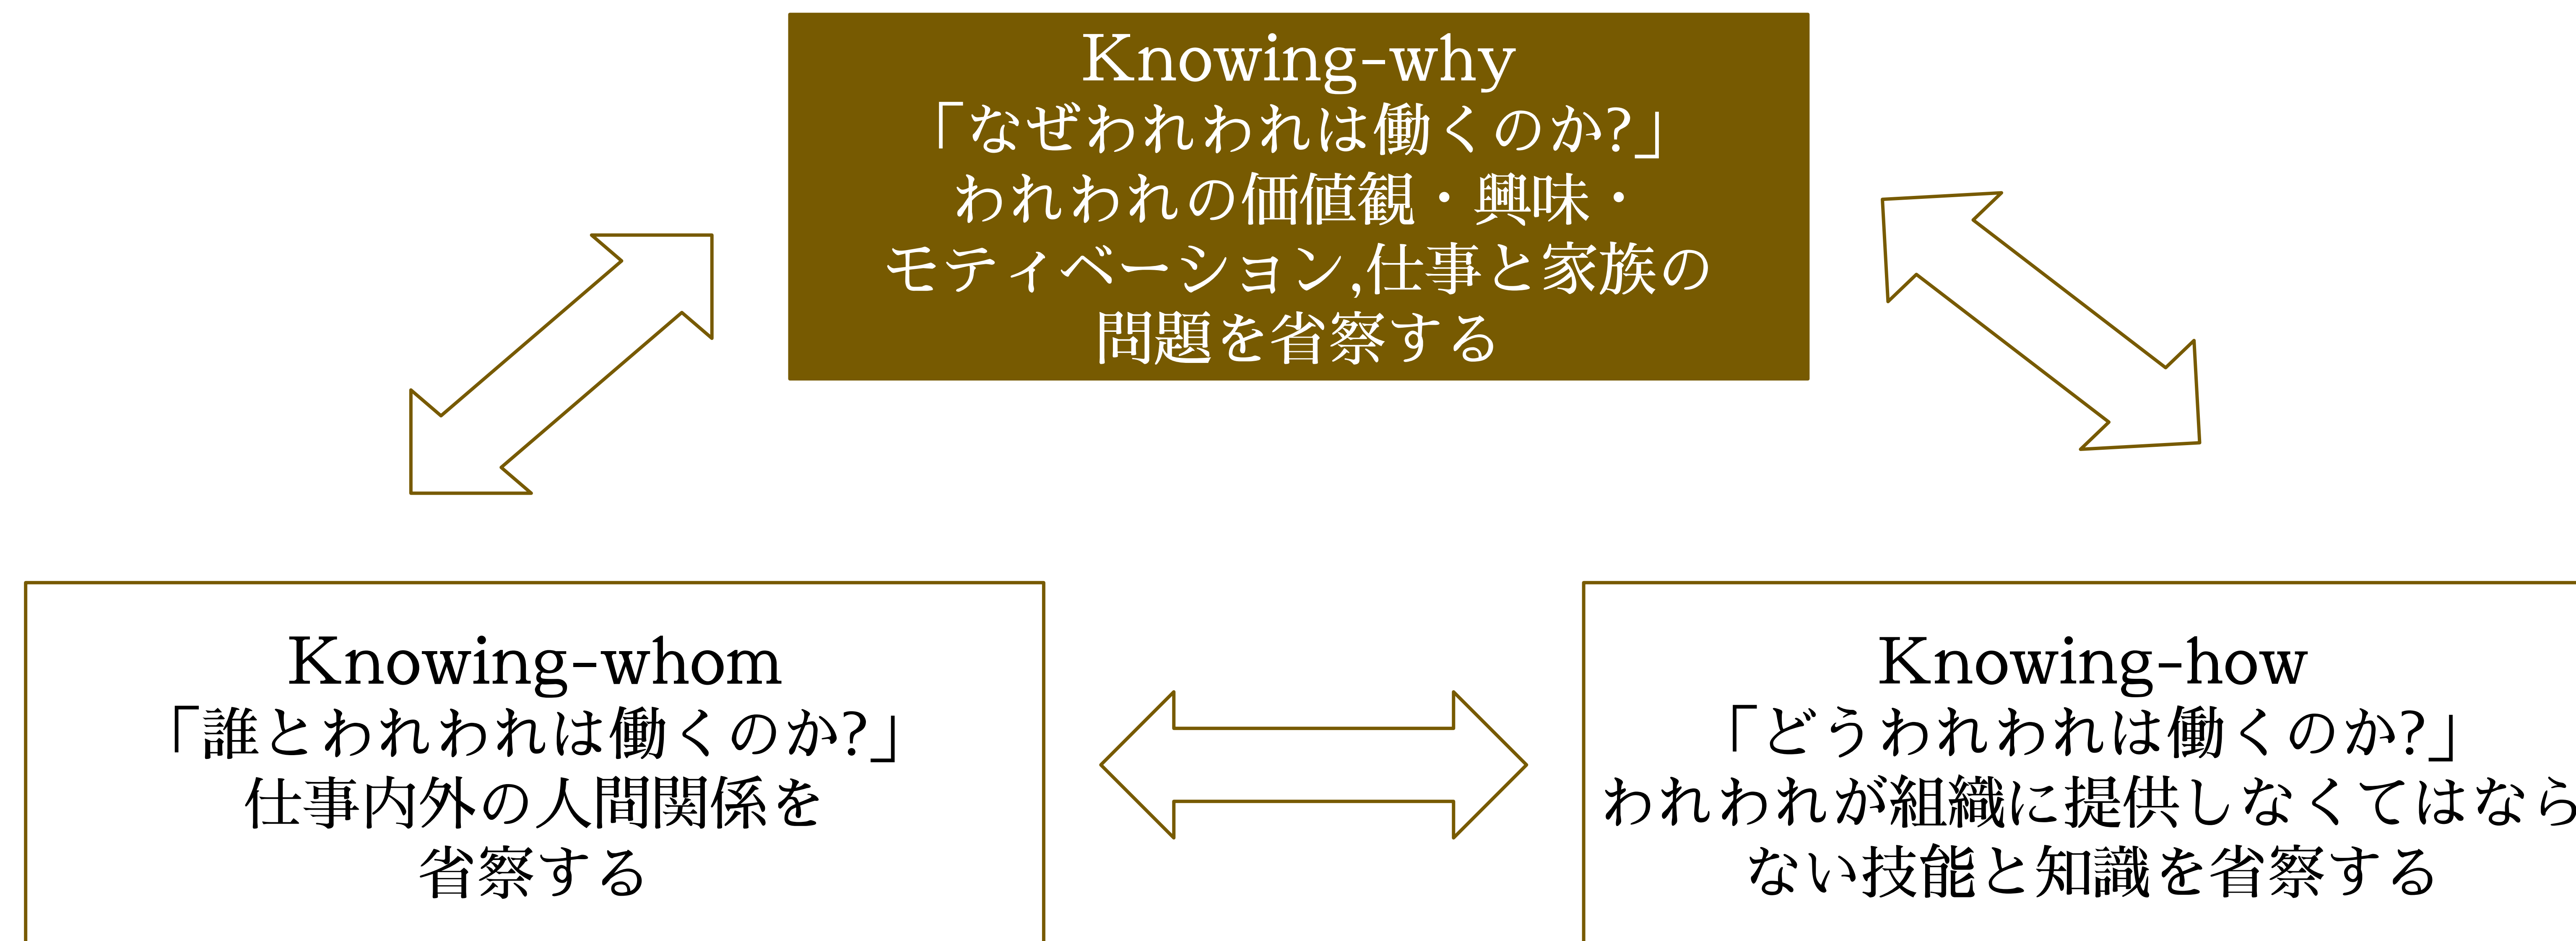 Knowing-why
「なぜわれわれは働くのか?」
われわれの価値観・興味・
モティベーション,仕事と家族の
問題を省察する
Knowing-whom
「誰とわれわれは働くのか?」
仕事内外の人間関係を
省察する
Knowing-how
「どうわれわれは働くのか?」
われわれが組織に提供しなくてはなら
ない技能と知識を省察する